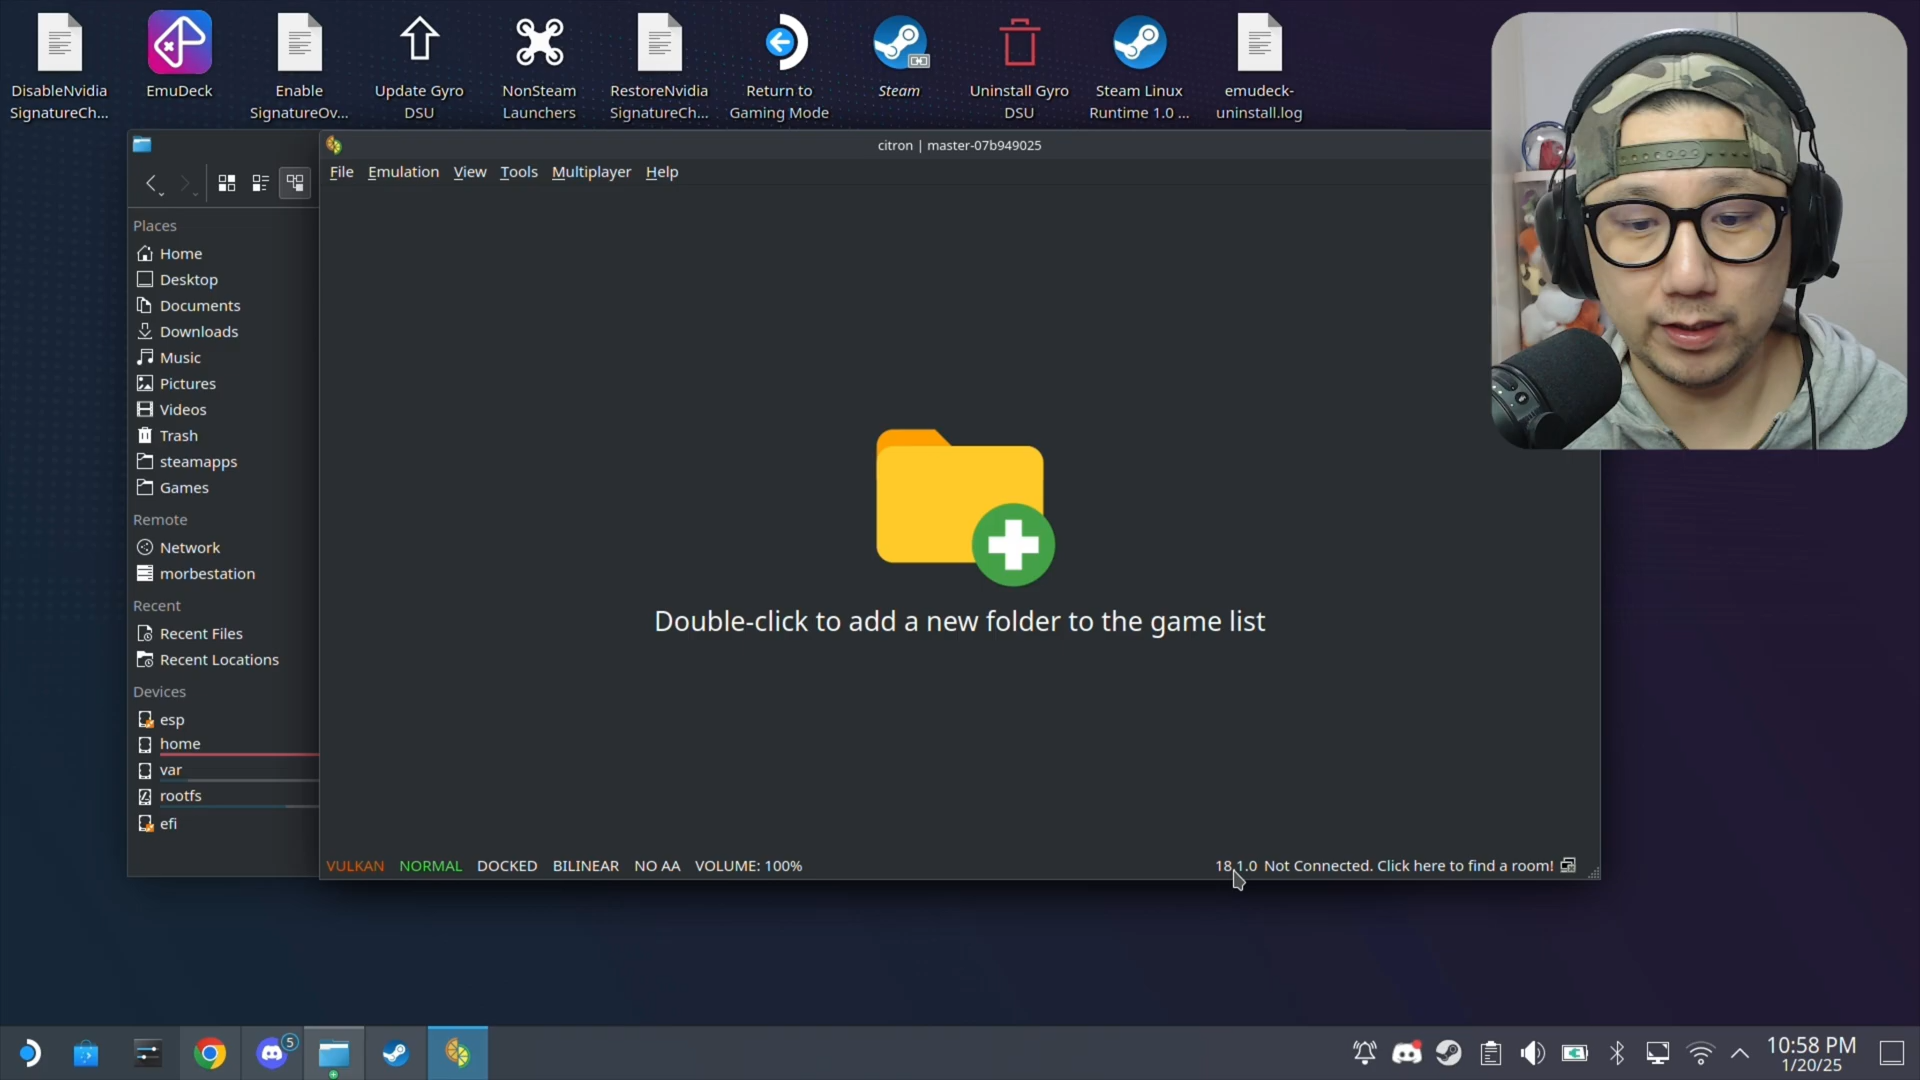 DisableNvidia
SignatureCh...
EmuDeck
Enable
SignatureOv...
Update Gyro
DSU
NonSteam
Launchers
RestoreNvidia
SignatureCh...
Return to
Gaming Mode
Steam
Uninstall Gyro
DSU
Steam Linux
Runtime 1.0 ...
emudeck-
uninstall.log
citron | master-07b949025
File Emulation View Tools Multiplayer Help
Places
Home
Desktop
Documents
Downloads
Music
Pictures
Videos
Trash
steamapps
Games
Remote
Network
morbestation
Recent
Recent Files
Recent Locations
Devices
esp
home
var
rootfs
efi
Double-click to add a new folder to the game list
VULKAN NORMAL DOCKED BILINEAR NO AA VOLUME: 100%
18.1.0 Not Connected. Click here to find a room!
5
10:58 PM
1/20/25